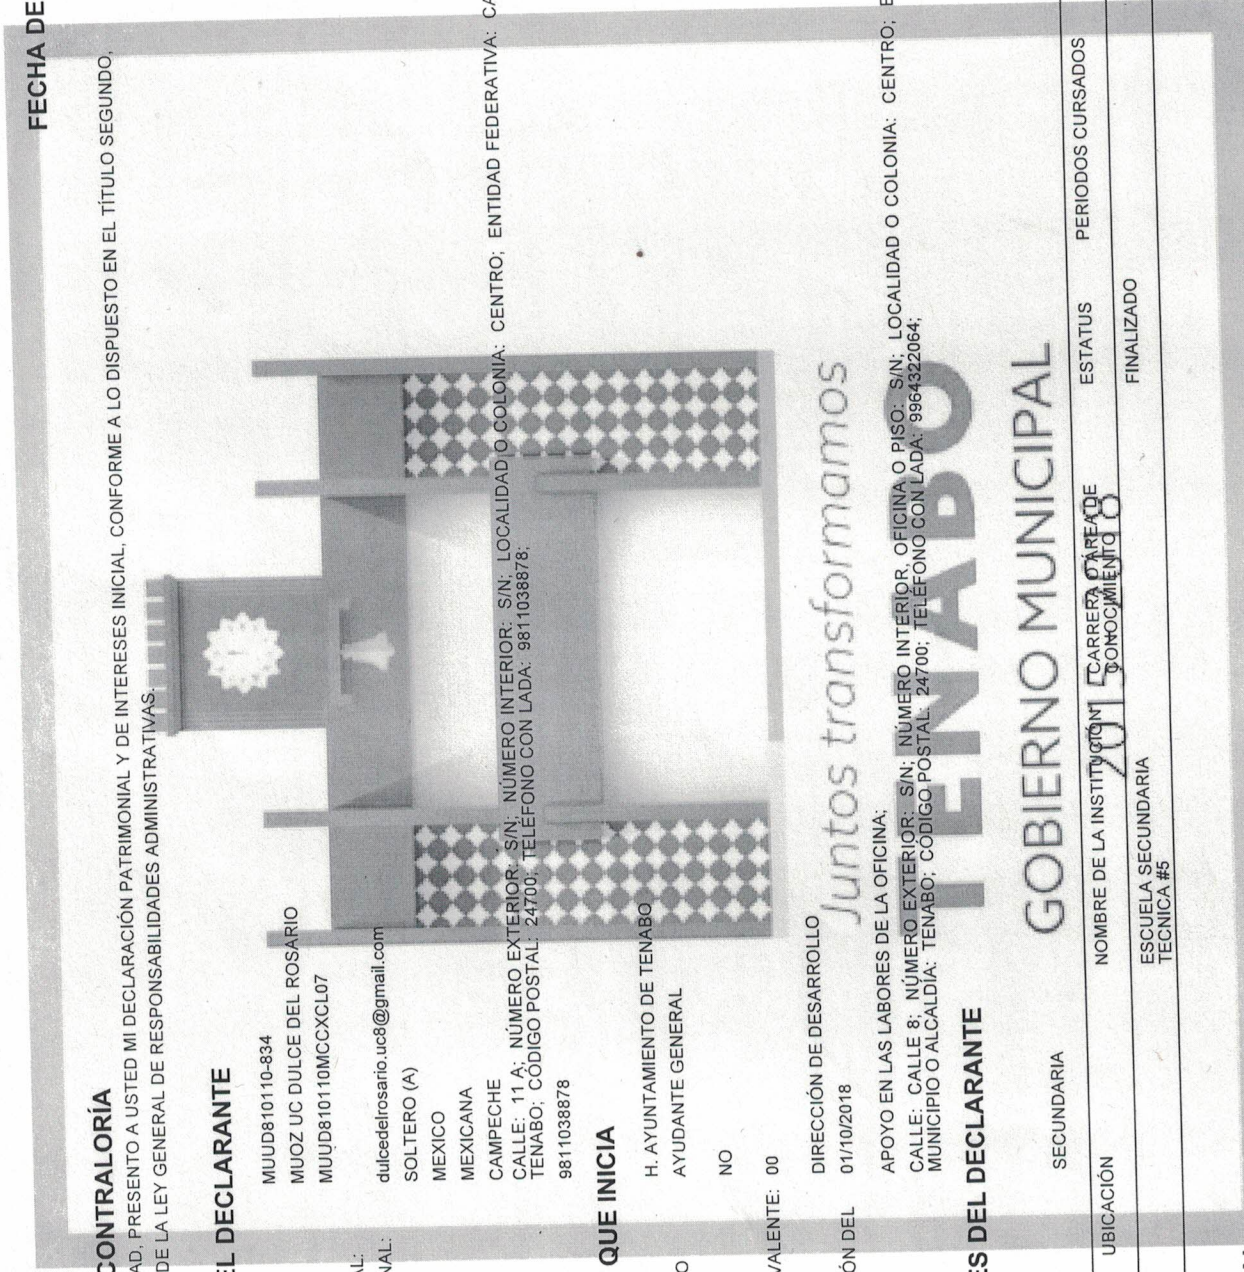 FECHA DE
CONTRALORÍA
AD, PRESENTO A USTED MI DECLARACIÓN PATRIMONIAL Y DE INTERESES INICIAL, CONFORME A LO DISPUESTO EN EL TÍTULO SEGUNDO,
DE LA LEY GENERAL DE RESPONSABILIDADES ADMINISTRATIVAS.
EL DECLARANTE
MUUD810110-834
MUOZ UC DULCE DEL ROSARIO
MUUD810110MCCXCL07
AL:
NAL: dulcedelrosario.uc8@gmail.com
SOLTERO (A)
MEXICO
MEXICANA
CAMPECHE
CALLE: 11 A; NÚMERO EXTERIOR: S/N; NÚMERO INTERIOR: S/N; LOCALIDAD O COLONIA: CENTRO; ENTIDAD FEDERATIVA: CA
TENABO; CÓDIGO POSTAL: 24700; TELÉFONO CON LADA: 9811038878;
9811038878
QUE INICIA
H. AYUNTAMIENTO DE TENABO
O AYUDANTE GENERAL
NO
VALENTE: 00
DIRECCIÓN DE DESARROLLO
ÓN DEL 01/10/2018
Juntos transformamos
APOYO EN LAS LABORES DE LA OFICINA;
CALLE: CALLE 8; NÚMERO EXTERIOR: S/N; NÚMERO INTERIOR, OFICINA O PISO: S/N; LOCALIDAD O COLONIA: CENTRO; E
MUNICIPIO O ALCALDÍA: TENABO; CÓDIGO POSTAL: 24700; TELÉFONO CON LADA: 9964322064;
TENABO
ES DEL DECLARANTE
GOBIERNO MUNICIPAL
SECUNDARIA
UBICACIÓN NOMBRE DE LA INSTITUCIÓN CARRERA O ÁREA DE CONOCIMIENTO ESTATUS PERIODOS CURSADOS
2015 2018
ESCUELA SECUNDARIA FINALIZADO
TECNICA #5